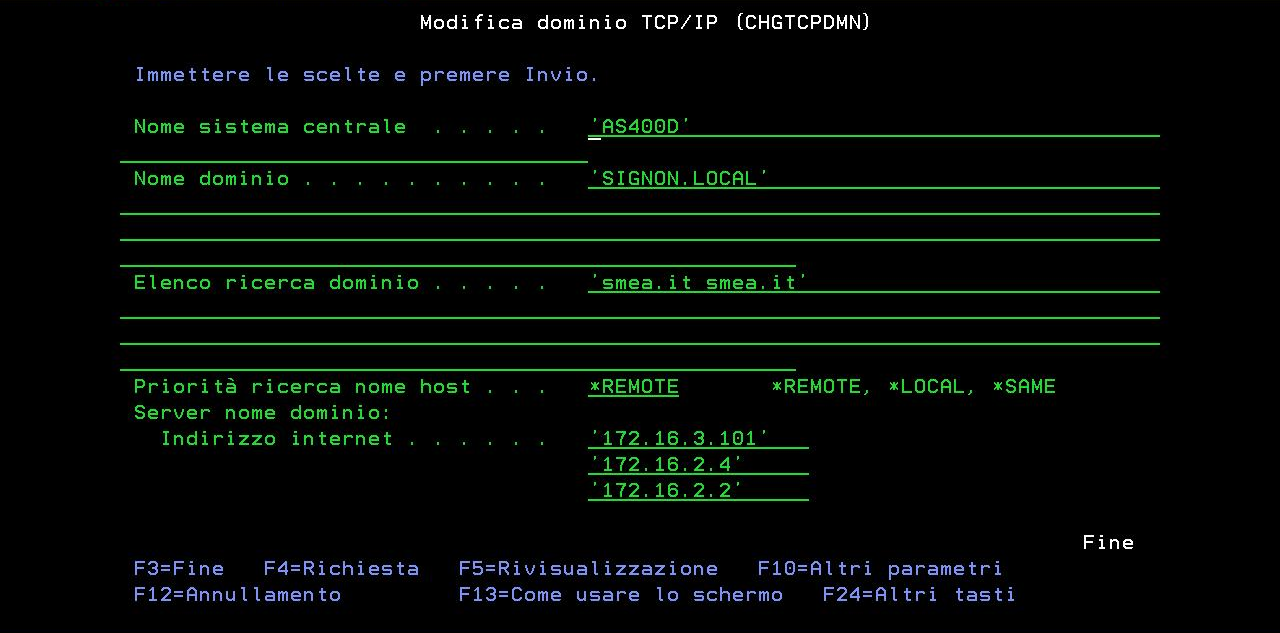 Modifica dominio TCP/IP (CHGTCPDMN)
Immettere le scelte e premere Invio.
Nome sistema centrale . . . . . 'AS400D'
Nome dominio . . . . . . . . . . 'SIGNON.LOCAL'
Elenco ricerca dominio . . . . . 'smea.it smea.it'
Priorità ricerca nome host . . . *REMOTE *REMOTE, *LOCAL, *SAME
Server nome dominio:
Indirizzo internet . . . . . . '172.16.3.101'
'172.16.2.4'
'172.16.2.2'
Fine
F3=Fine F4=Richiesta F5=Rivisualizzazione F10=Altri parametri
F12=Annullamento F13=Come usare lo schermo F24=Altri tasti